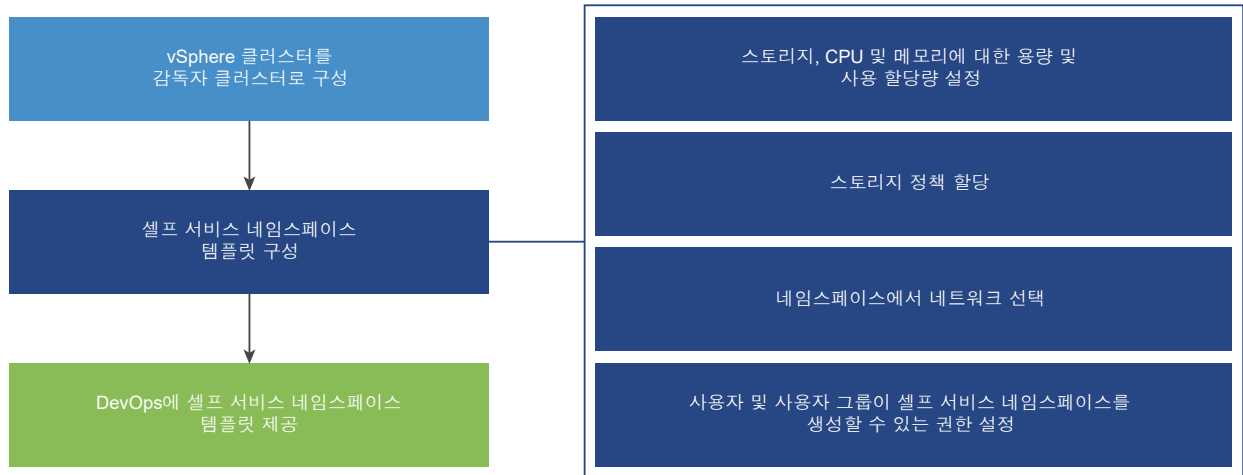 vSphere 클러스터를
감독자 클러스터로 구성
셀프 서비스 네임스페이스
템플릿 구성
DevOps에 셀프 서비스 네임스페이스
템플릿 제공
스토리지, CPU 및 메모리에 대한 용량 및
사용 할당량 설정
스토리지 정책 할당
네임스페이스에서 네트워크 선택
사용자 및 사용자 그룹이 셀프 서비스 네임스페이스를
생성할 수 있는 권한 설정